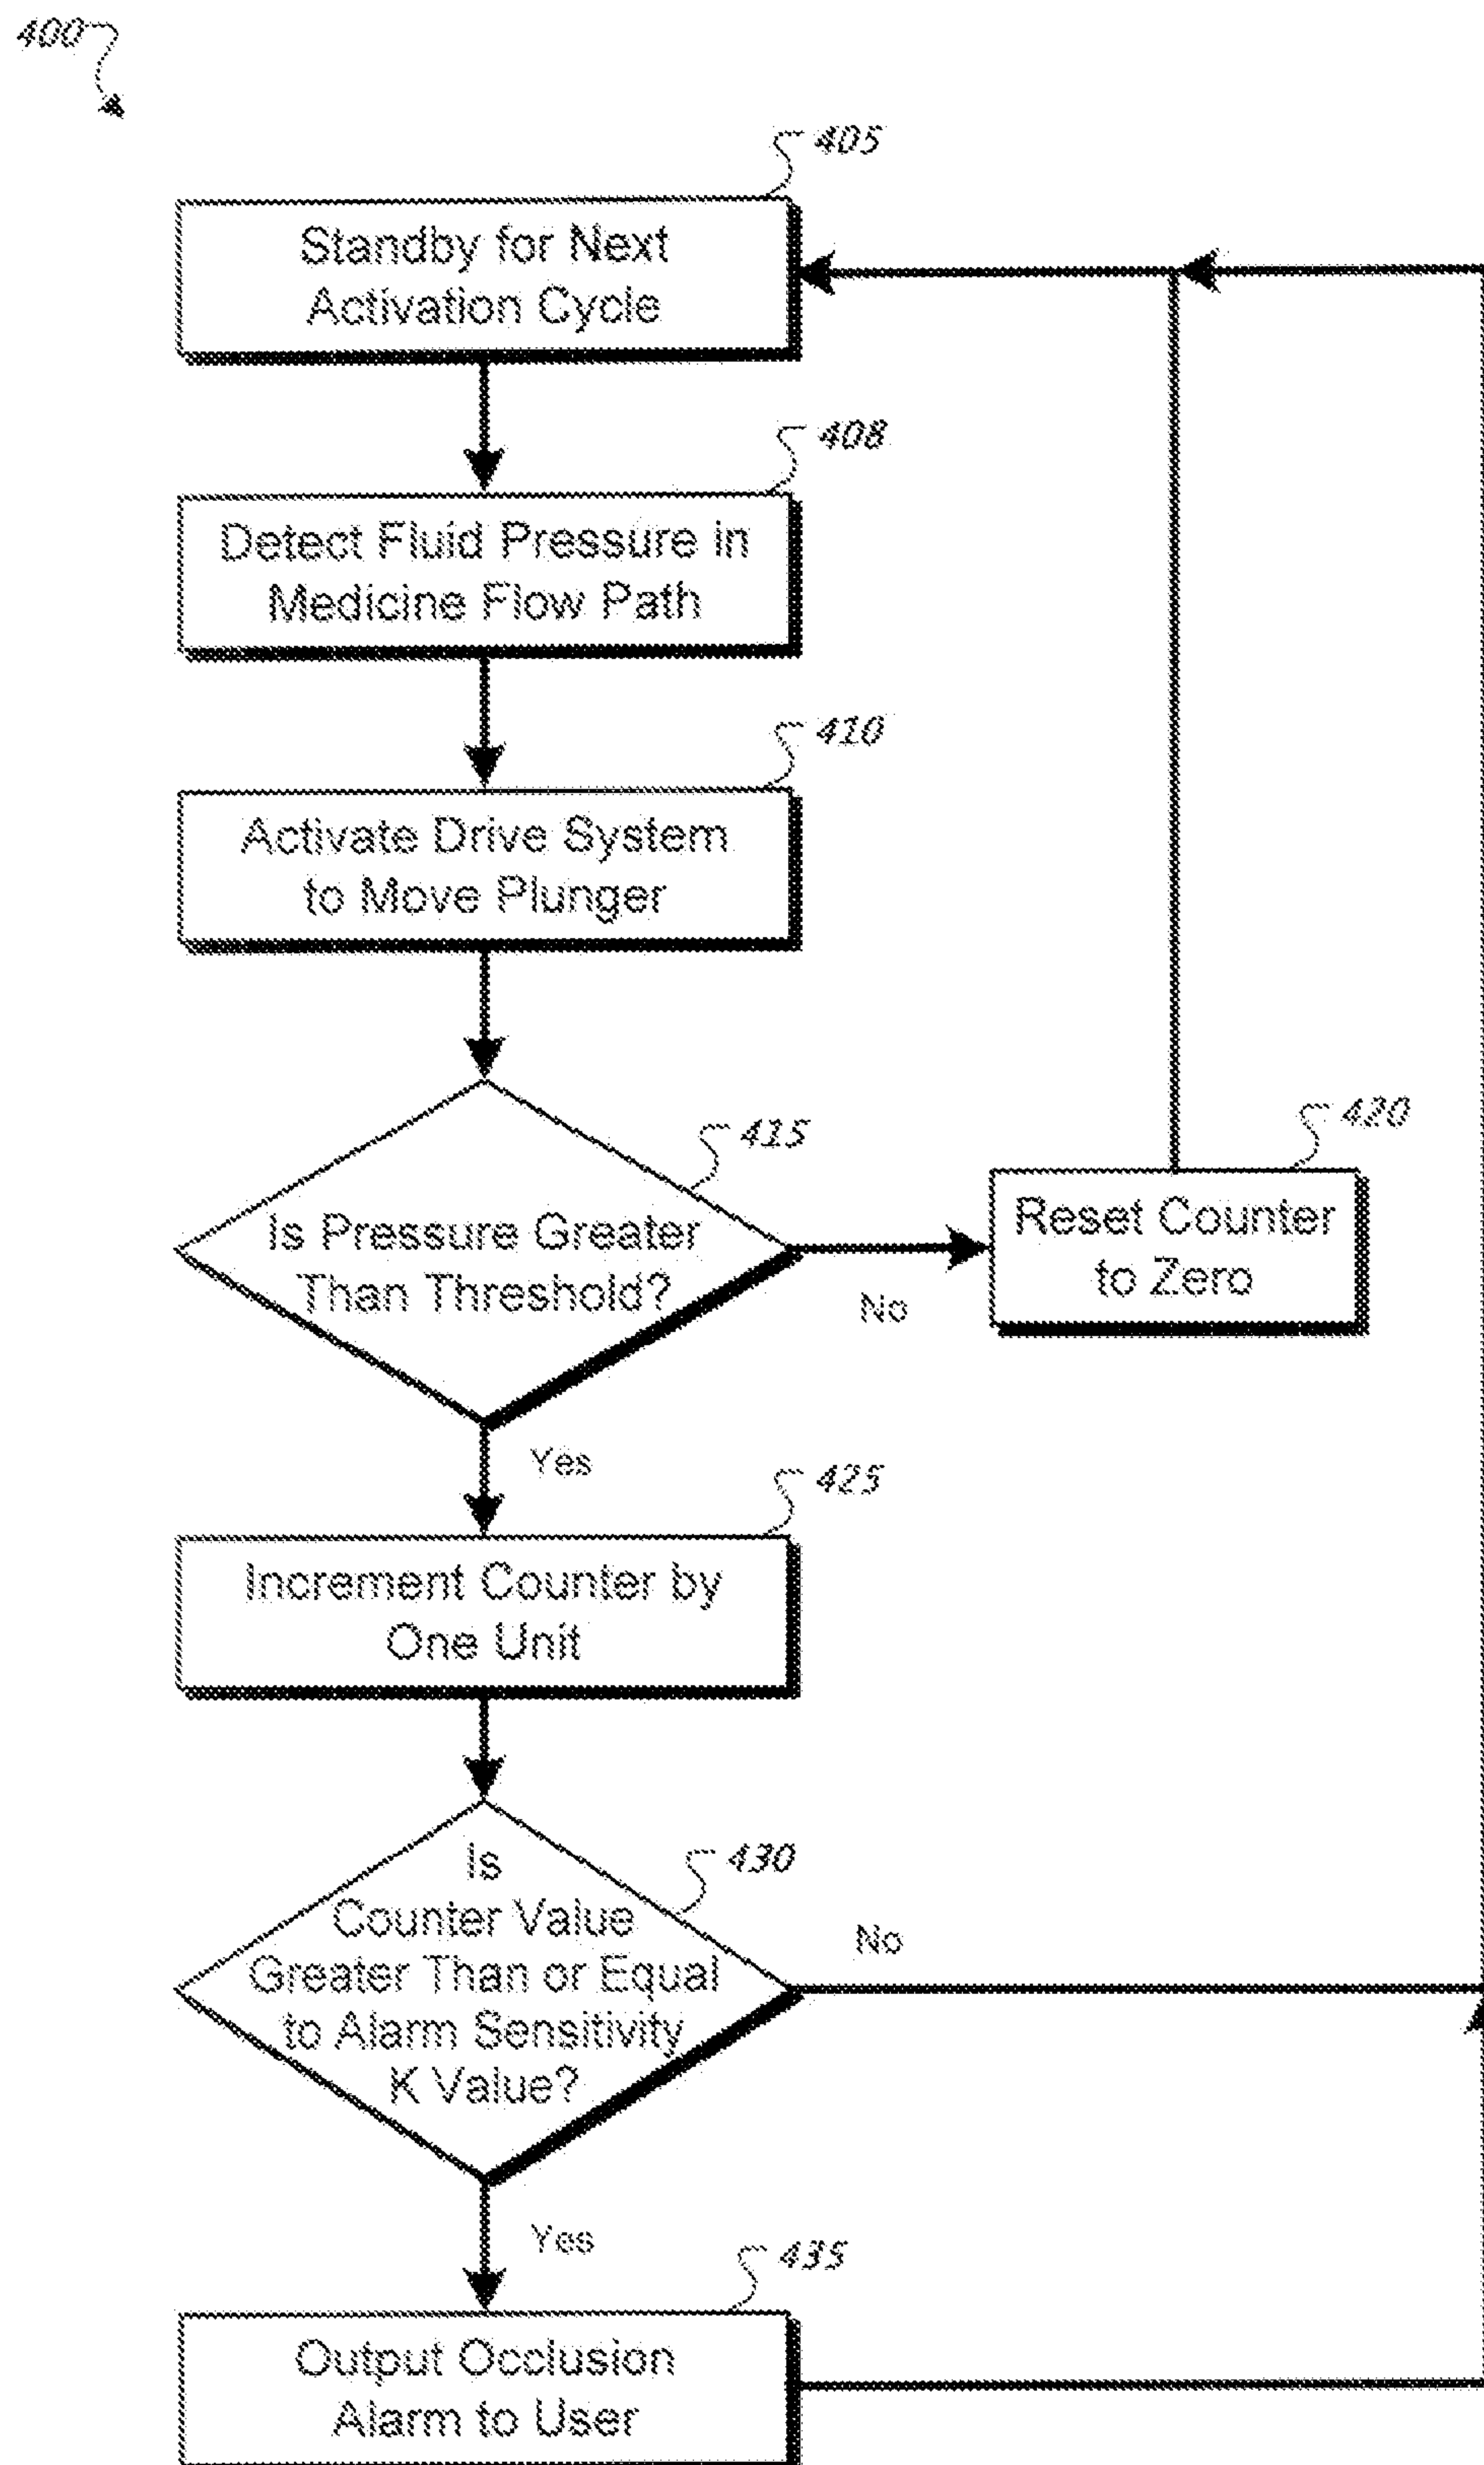 400
405
Standby for Next
Activation Cycle
408
Detect Fluid Pressure in
Medicine Flow Path
410
Activate Drive System
to Move Plunger
415
Is Pressure Greater
Than Threshold?
No
420
Reset Counter
to Zero
Yes
425
Increment Counter by
One Unit
430
Is
Counter Value
Greater Than or Equal
to Alarm Sensitivity
K Value?
No
Yes
435
Output Occlusion
Alarm to User